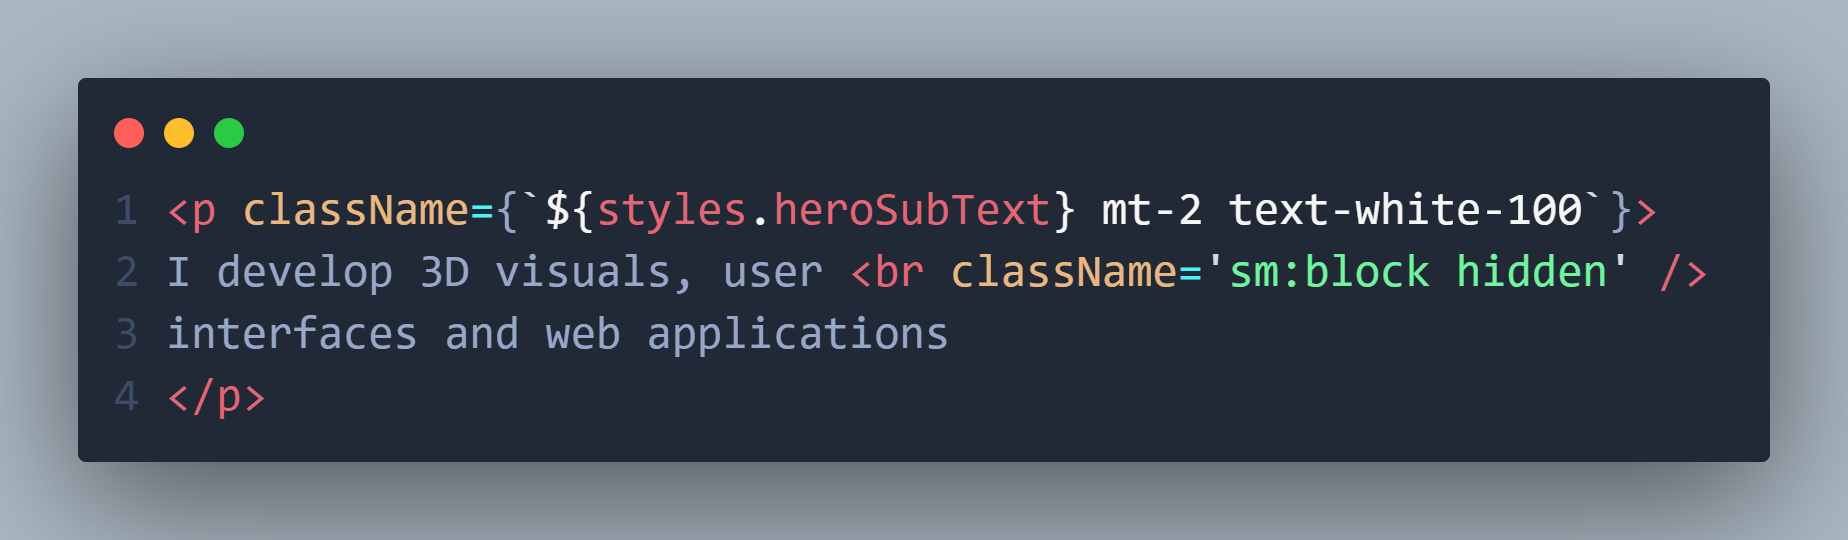 1 <p className={`${styles.heroSubText} mt-2 text-white-100`}>
2 I develop 3D visuals, user <br className='sm:block hidden' />
3 interfaces and web applications
4 </p>